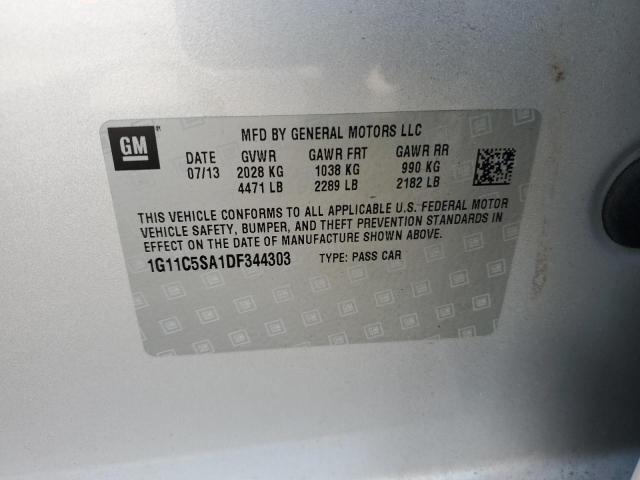 GM
MFD BY GENERAL MOTORS LLC
DATE GVWR GAWR FRT GAWR RR
07/13 2028 KG 1038 KG 990 KG
4471 LB 2289 LB 2182 LB
THIS VEHICLE CONFORMS TO ALL APPLICABLE U.S. FEDERAL MOTOR
VEHICLE SAFETY, BUMPER, AND THEFT PREVENTION STANDARDS IN
EFFECT ON THE DATE OF MANUFACTURE SHOWN ABOVE.
1G11C5SA1DF344303 TYPE: PASS CAR